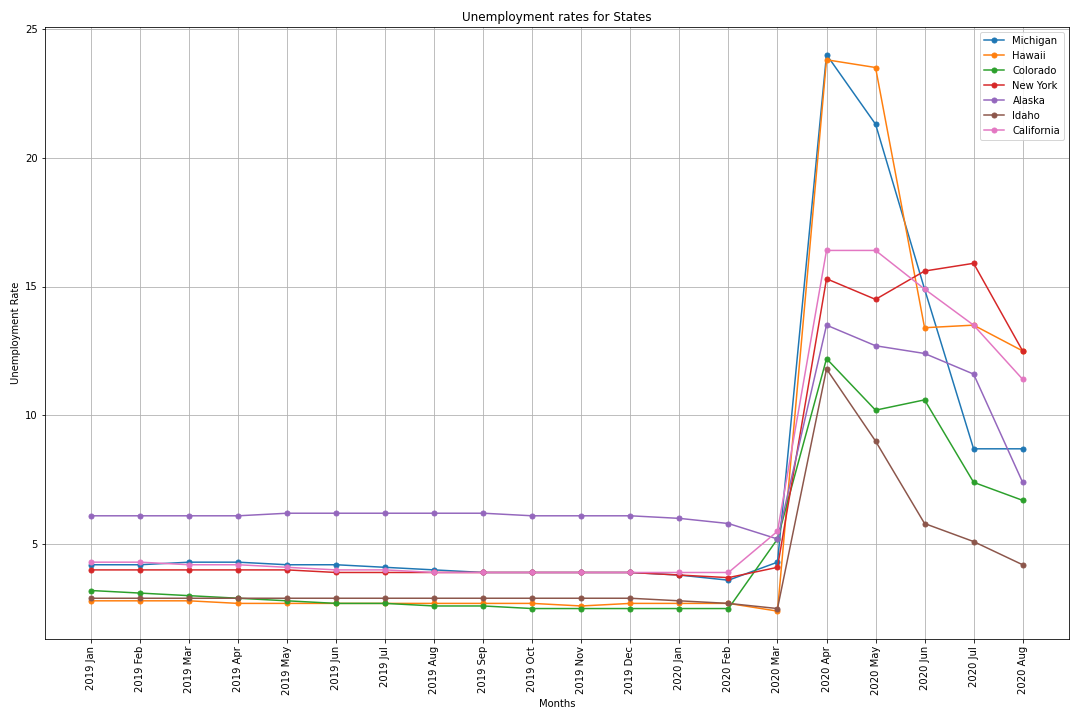 Unemployment rates for States
25
20
15
10
5
Unemployment Rate
Michigan
Hawaii
Colorado
New York
Alaska
Idaho
California
2019 Jan
2019 Feb
2019 Mar
2019 Apr
2019 May
2019 Jun
2019 Jul
2019 Aug
2019 Sep
2019 Oct
2019 Nov
2019 Dec
2020 Jan
2020 Feb
2020 Mar
2020 Apr
2020 May
2020 Jun
2020 Jul
2020 Aug
Months